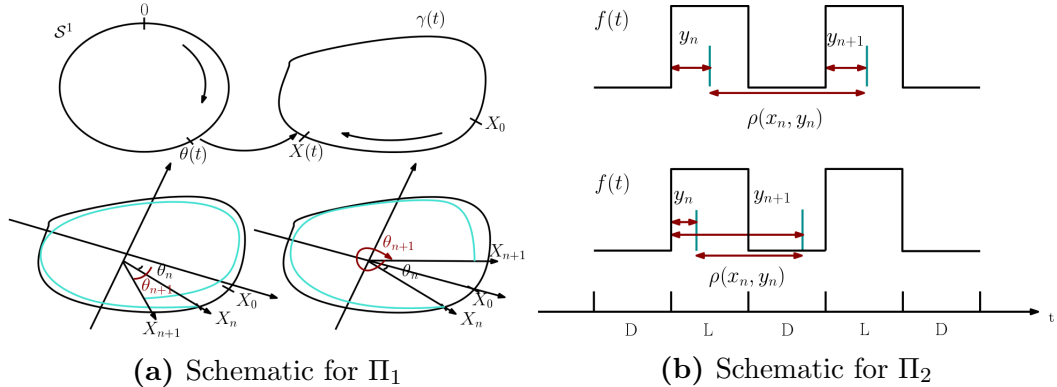 0
𝒮¹
γ(t)
θ(t)
X(t)
X₀
θₙ
θₙ₊₁
X₀
Xₙ
Xₙ₊₁
θₙ₊₁
Xₙ₊₁
θₙ
X₀
Xₙ
(a) Schematic for Π₁
f(t)
yₙ
yₙ₊₁
ρ(xₙ, yₙ)
f(t)
yₙ
yₙ₊₁
ρ(xₙ, yₙ)
D L D L D
t
(b) Schematic for Π₂